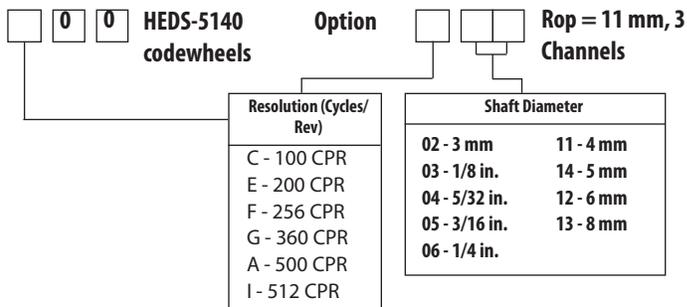 0 0 HEDS-5140 Option Rop = 11 mm, 3
codewheels Channels
Resolution (Cycles/
Rev)
C - 100 CPR
E - 200 CPR
F - 256 CPR
G - 360 CPR
A - 500 CPR
I - 512 CPR
Shaft Diameter
02 - 3 mm 11 - 4 mm
03 - 1/8 in. 14 - 5 mm
04 - 5/32 in. 12 - 6 mm
05 - 3/16 in. 13 - 8 mm
06 - 1/4 in.